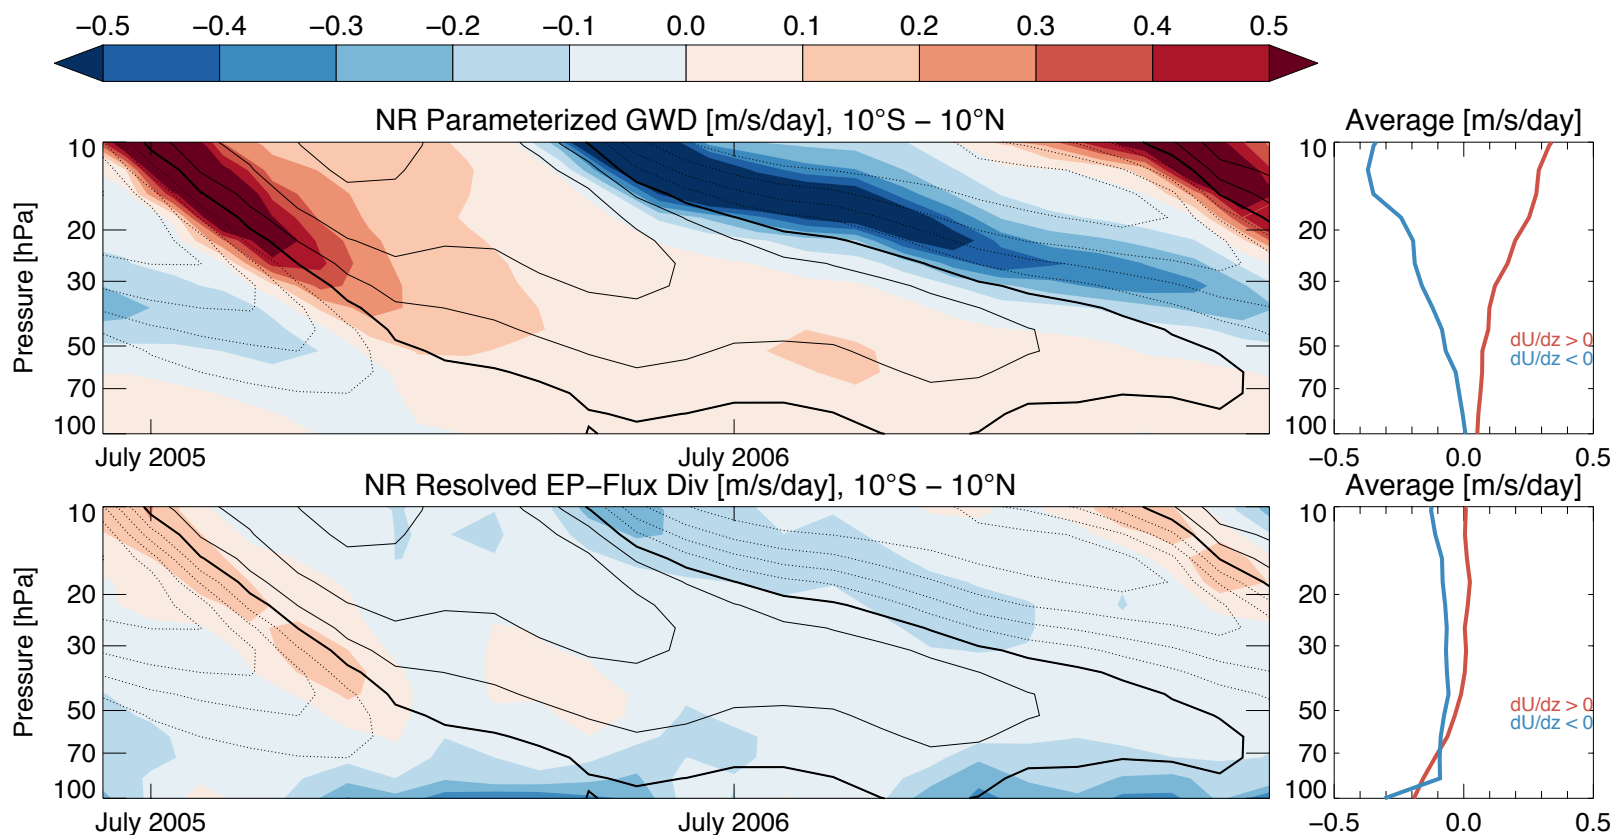 −0.5 −0.4 −0.3 −0.2 −0.1 0.0 0.1 0.2 0.3 0.4 0.5
NR Parameterized GWD [m/s/day], 10°S − 10°N
Average [m/s/day]
Pressure [hPa]
10
20
30
50
70
100
July 2005 July 2006
10
20
30
50
70
100
dU/dz > 0
dU/dz < 0
−0.5 0.0 0.5
NR Resolved EP−Flux Div [m/s/day], 10°S − 10°N
Average [m/s/day]
Pressure [hPa]
10
20
30
50
70
100
July 2005 July 2006
10
20
30
50
70
100
dU/dz > 0
dU/dz < 0
−0.5 0.0 0.5